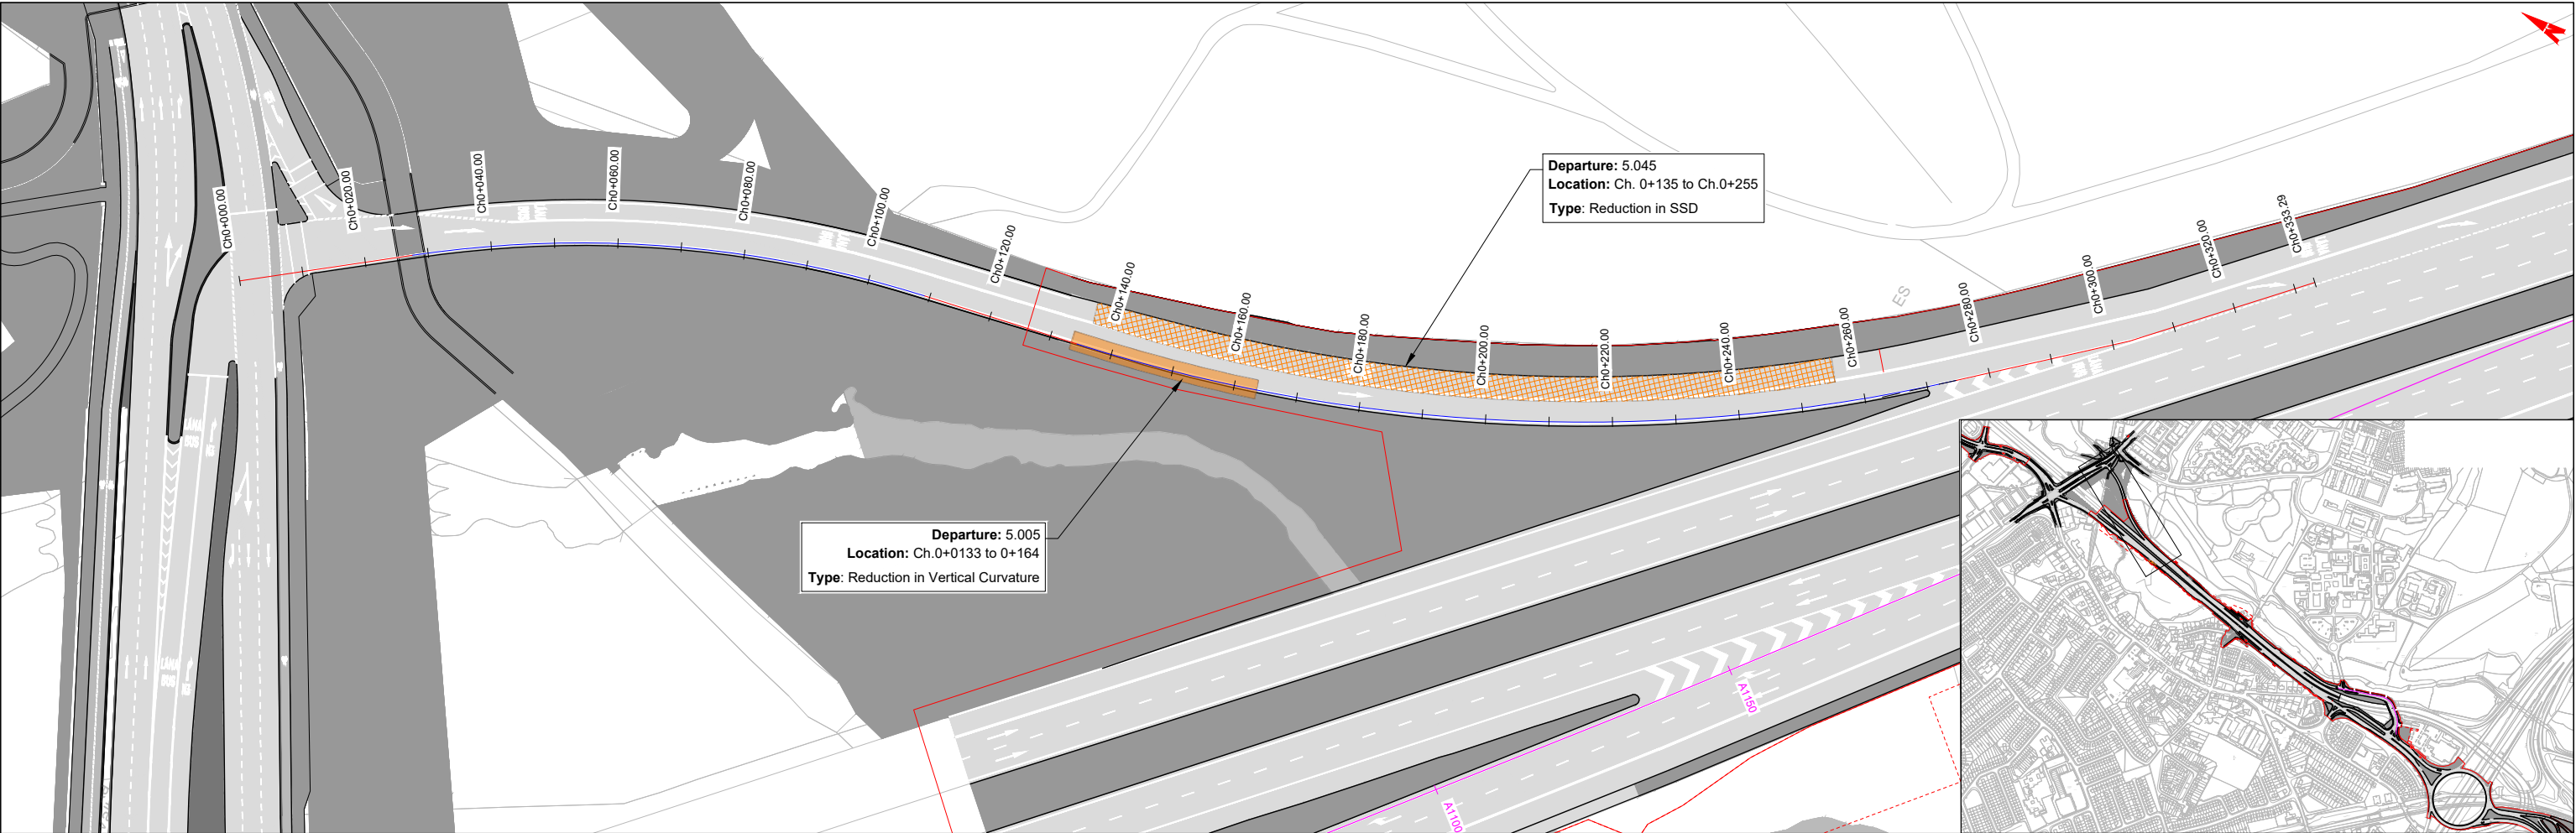 Departure: 5.045
Location: Ch. 0+135 to Ch.0+255
Type: Reduction in SSD
Departure: 5.005
Location: Ch.0+0133 to 0+164
Type: Reduction in Vertical Curvature
Ch0+000.00
Ch0+020.00
Ch0+040.00
Ch0+060.00
Ch0+080.00
Ch0+100.00
Ch0+120.00
Ch0+140.00
Ch0+160.00
Ch0+180.00
Ch0+200.00
Ch0+220.00
Ch0+240.00
Ch0+260.00
Ch0+280.00
Ch0+300.00
Ch0+320.00
Ch0+333.29
ES
A1150
A1100
LÁNA
BUS
LÁNA
BUS
N